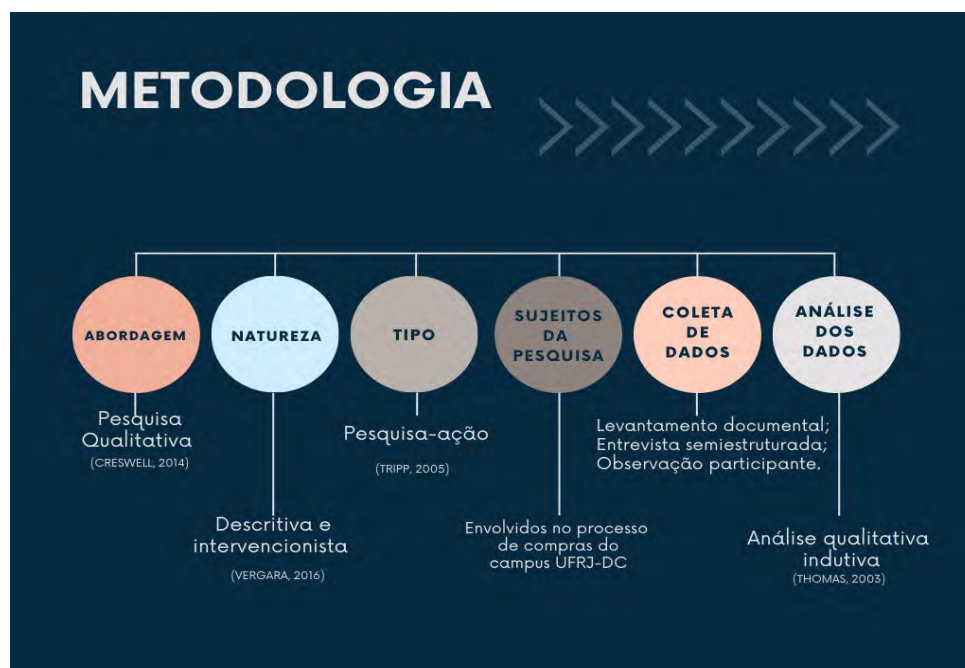 METODOLOGIA
ABORDAGEM
Pesquisa
Qualitativa
(CRESWELL, 2014)
NATUREZA
Descritiva e
intervencionista
(VERGARA, 2016)
TIPO
Pesquisa-ação
(TRIPP, 2005)
SUJEITOS
DA
PESQUISA
Envolvidos no processo
de compras do
campus UFRJ-DC
COLETA
DE
DADOS
Levantamento documental;
Entrevista semiestruturada;
Observação participante.
ANÁLISE
DOS
DADOS
Análise qualitativa
indutiva
(THOMAS, 2003)